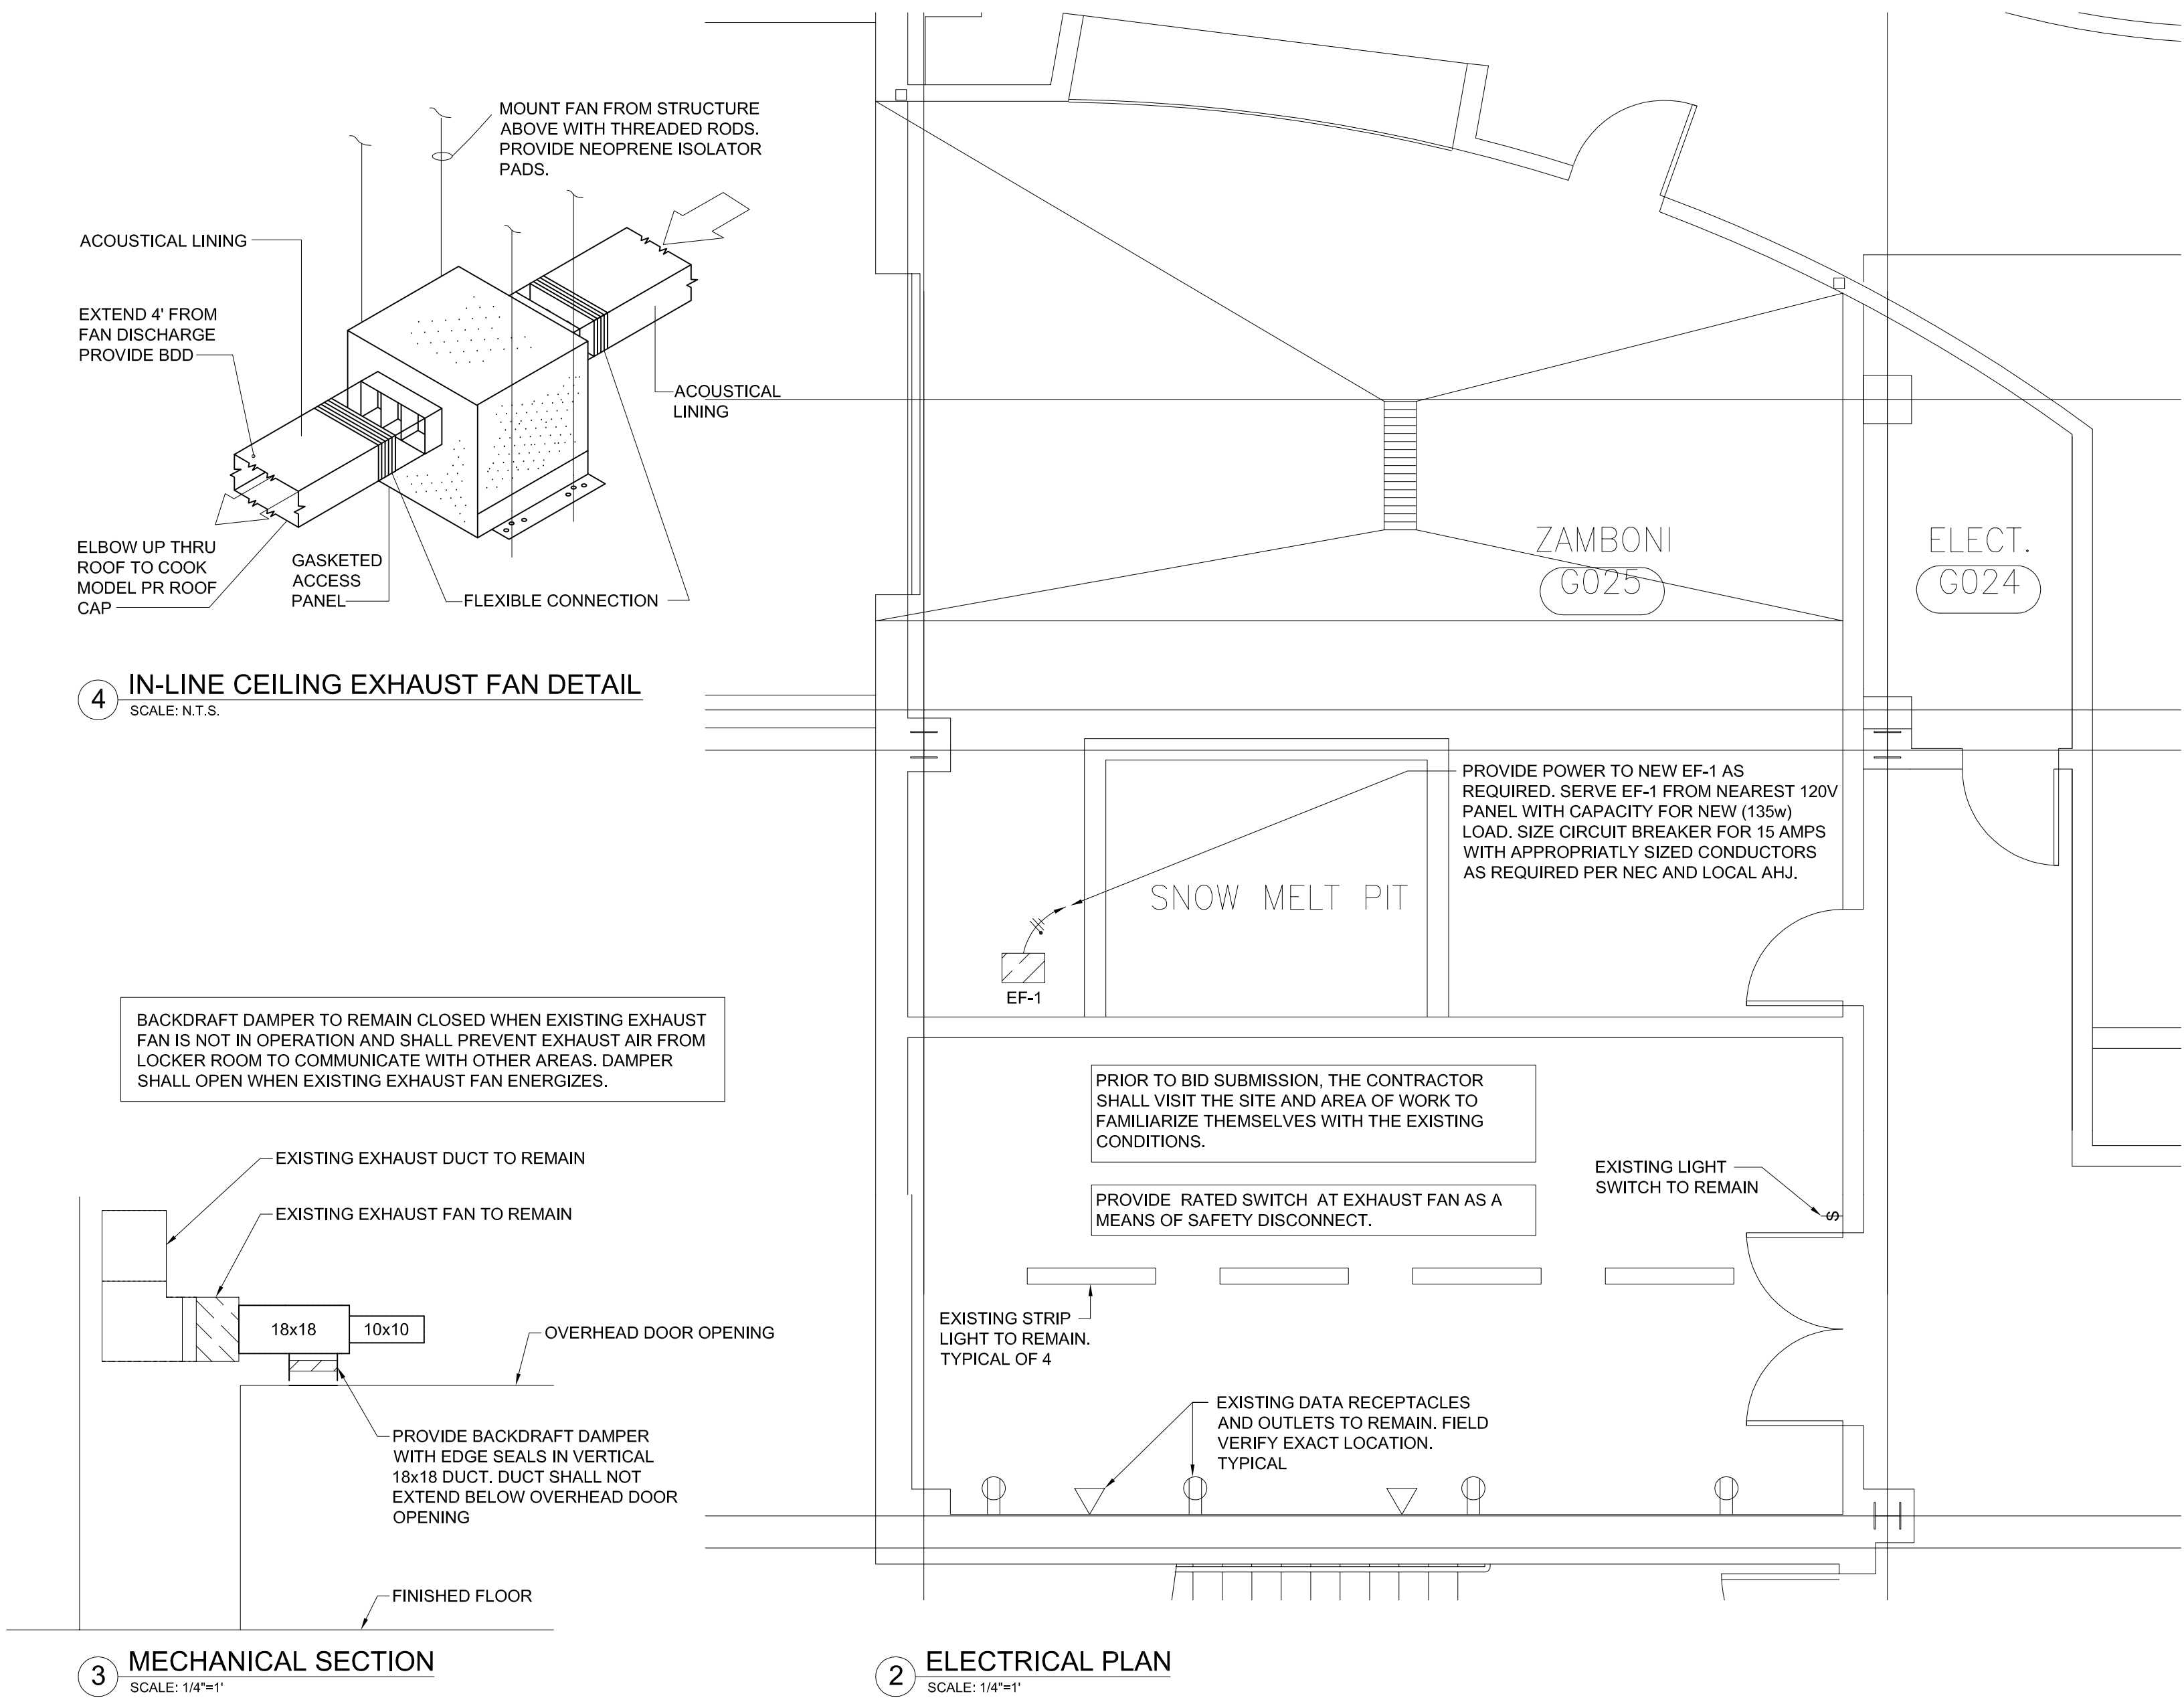 MOUNT FAN FROM STRUCTURE
ABOVE WITH THREADED RODS.
PROVIDE NEOPRENE ISOLATOR
PADS.
ACOUSTICAL LINING
EXTEND 4' FROM
FAN DISCHARGE
PROVIDE BDD
ACOUSTICAL
LINING
ELBOW UP THRU
ROOF TO COOK
MODEL PR ROOF
CAP
GASKETED
ACCESS
PANEL
FLEXIBLE CONNECTION
4
IN-LINE CEILING EXHAUST FAN DETAIL
SCALE: N.T.S.
BACKDRAFT DAMPER TO REMAIN CLOSED WHEN EXISTING EXHAUST
FAN IS NOT IN OPERATION AND SHALL PREVENT EXHAUST AIR FROM
LOCKER ROOM TO COMMUNICATE WITH OTHER AREAS. DAMPER
SHALL OPEN WHEN EXISTING EXHAUST FAN ENERGIZES.
EXISTING EXHAUST DUCT TO REMAIN
EXISTING EXHAUST FAN TO REMAIN
18x18
10x10
OVERHEAD DOOR OPENING
PROVIDE BACKDRAFT DAMPER
WITH EDGE SEALS IN VERTICAL
18x18 DUCT. DUCT SHALL NOT
EXTEND BELOW OVERHEAD DOOR
OPENING
FINISHED FLOOR
3
MECHANICAL SECTION
SCALE: 1/4"=1'
ZAMBONI
G025
ELECT.
G024
PROVIDE POWER TO NEW EF-1 AS
REQUIRED. SERVE EF-1 FROM NEAREST 120V
PANEL WITH CAPACITY FOR NEW (135w)
LOAD. SIZE CIRCUIT BREAKER FOR 15 AMPS
WITH APPROPRIATLY SIZED CONDUCTORS
AS REQUIRED PER NEC AND LOCAL AHJ.
SNOW MELT PIT
EF-1
PRIOR TO BID SUBMISSION, THE CONTRACTOR
SHALL VISIT THE SITE AND AREA OF WORK TO
FAMILIARIZE THEMSELVES WITH THE EXISTING
CONDITIONS.
PROVIDE RATED SWITCH AT EXHAUST FAN AS A
MEANS OF SAFETY DISCONNECT.
EXISTING LIGHT
SWITCH TO REMAIN
S
EXISTING STRIP
LIGHT TO REMAIN.
TYPICAL OF 4
EXISTING DATA RECEPTACLES
AND OUTLETS TO REMAIN. FIELD
VERIFY EXACT LOCATION.
TYPICAL
2
ELECTRICAL PLAN
SCALE: 1/4"=1'